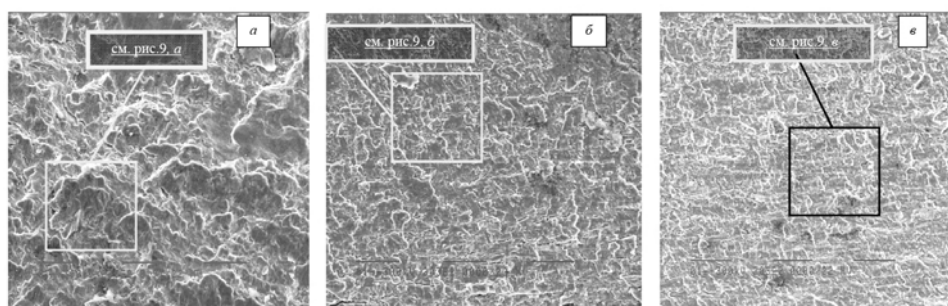 а
см. рис.9, а
б
см. рис.9, б
в
см. рис.9, в